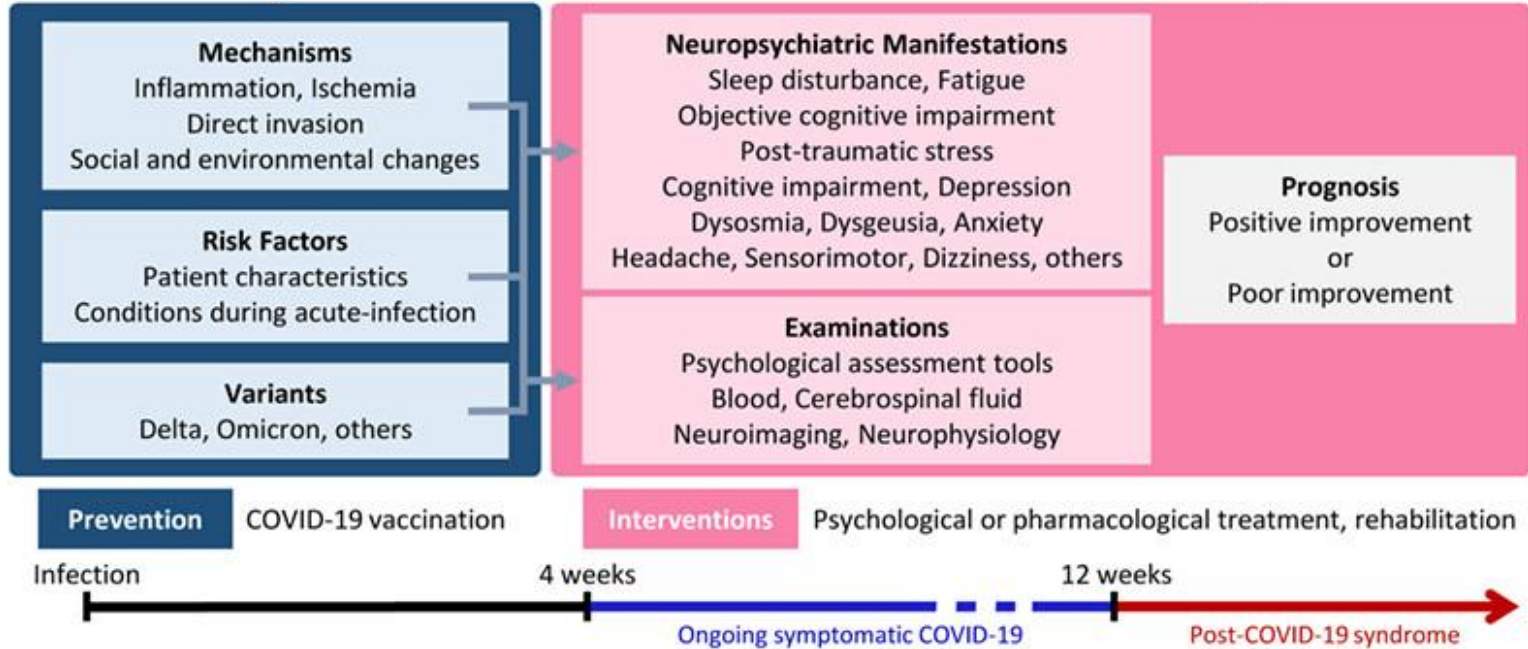 Mechanisms
Inflammation, Ischemia
Direct invasion
Social and environmental changes
Risk Factors
Patient characteristics
Conditions during acute-infection
Variants
Delta, Omicron, others
Neuropsychiatric Manifestations
Sleep disturbance, Fatigue
Objective cognitive impairment
Post-traumatic stress
Cognitive impairment, Depression
Dysosmia, Dysgeusia, Anxiety
Headache, Sensorimotor, Dizziness, others
Examinations
Psychological assessment tools
Blood, Cerebrospinal fluid
Neuroimaging, Neurophysiology
Prognosis
Positive improvement
or
Poor improvement
Prevention COVID-19 vaccination
Interventions Psychological or pharmacological treatment, rehabilitation
Infection 4 weeks 12 weeks
Ongoing symptomatic COVID-19 Post-COVID-19 syndrome